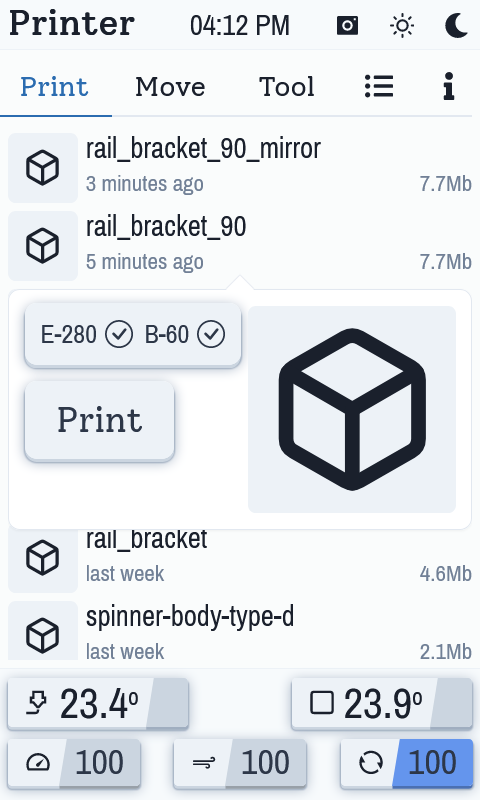 Printer 04:12 PM
Print Move Tool
rail_bracket_90_mirror
3 minutes ago 7.7Mb
rail_bracket_90
5 minutes ago 7.7Mb
E-280 B-60
Print
rail_bracket
last week 4.6Mb
spinner-body-type-d
last week 2.1Mb
23.4º 23.9º
100 100 100